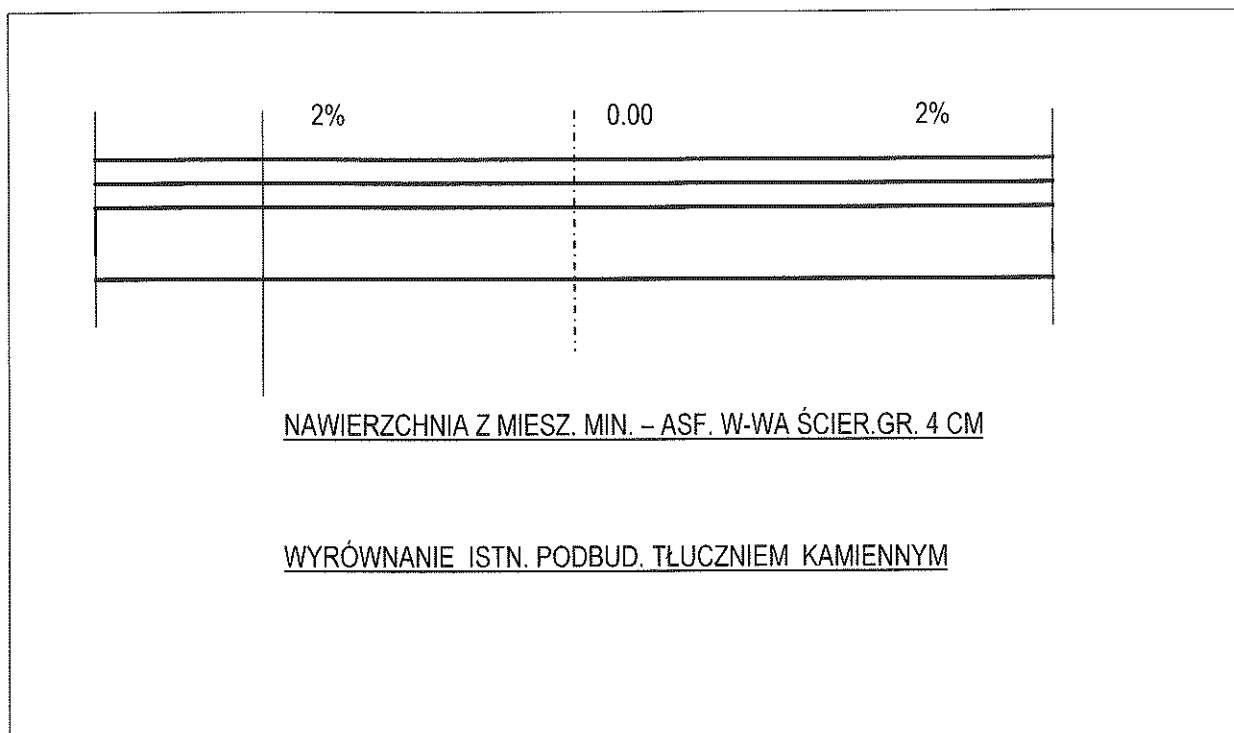 2% 0.00 2%
NAWIERZCHNIA Z MIESZ. MIN. – ASF. W-WA ŚCIER.GR. 4 CM
WYRÓWNANIE ISTN. PODBUD. TŁUCZNIEM KAMIENNYM